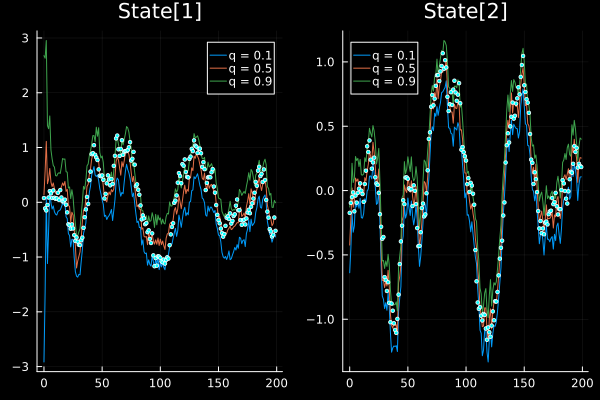 State[1]
3
2
1
0
−1
−2
−3
0
50
100
150
200
q = 0.1
q = 0.5
q = 0.9
State[2]
1.0
0.5
0.0
−0.5
−1.0
0
50
100
150
200
q = 0.1
q = 0.5
q = 0.9